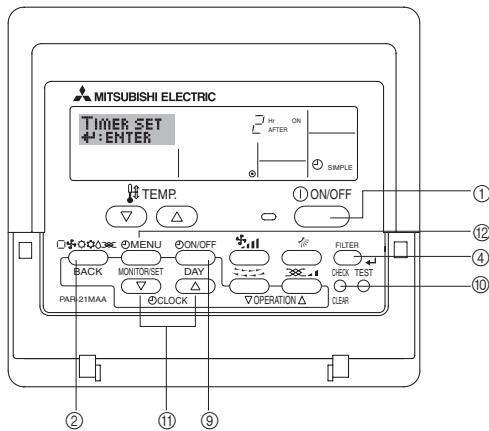 MITSUBISHI ELECTRIC
TIMER SET
:ENTER
2 Hr ON
AFTER
SIMPLE
TEMP.
ON/OFF
①
⑫
MENU
ON/OFF
FILTER
④
BACK
MONITOR/SET
DAY
CHECK TEST
⑩
PAR-21MAA
CLOCK
OPERATION
CLEAR
②
⑪
⑨